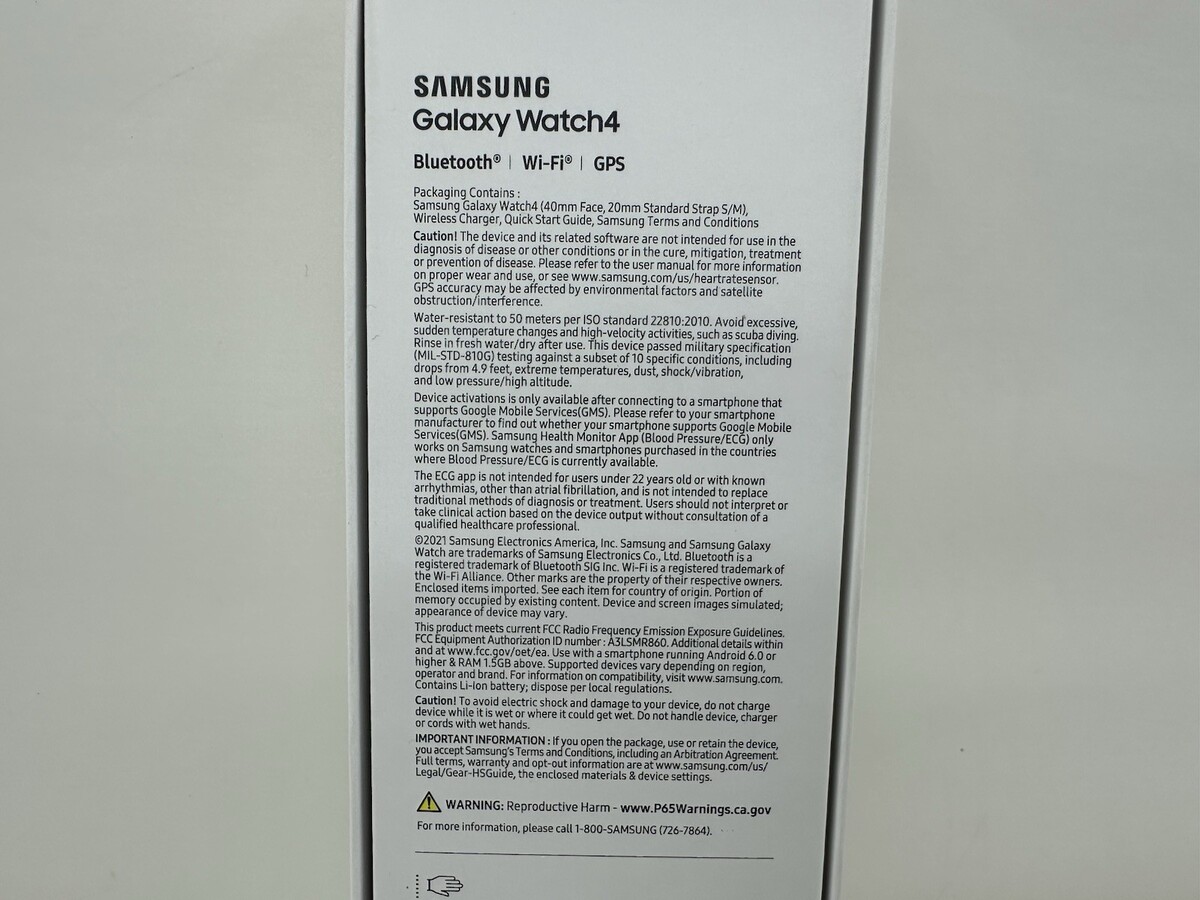 SAMSUNG
Galaxy Watch4
Bluetooth® | Wi-Fi® | GPS
Packaging Contains :
Samsung Galaxy Watch4 (40mm Face, 20mm Standard Strap S/M),
Wireless Charger, Quick Start Guide, Samsung Terms and Conditions
Caution! The device and its related software are not intended for use in the
diagnosis of disease or other conditions or in the cure, mitigation, treatment
or prevention of disease. Please refer to the user manual for more information
on proper wear and use, or see www.samsung.com/us/heartratesensor.
GPS accuracy may be affected by environmental factors and satellite
obstruction/interference.
Water-resistant to 50 meters per ISO standard 22810:2010. Avoid excessive,
sudden temperature changes and high-velocity activities, such as scuba diving.
Rinse in fresh water/dry after use. This device passed military specification
(MIL-STD-810G) testing against a subset of 10 specific conditions, including
drops from 4.9 feet, extreme temperatures, dust, shock/vibration,
and low pressure/high altitude.
Device activations is only available after connecting to a smartphone that
supports Google Mobile Services(GMS). Please refer to your smartphone
manufacturer to find out whether your smartphone supports Google Mobile
Services(GMS). Samsung Health Monitor App (Blood Pressure/ECG) only
works on Samsung watches and smartphones purchased in the countries
where Blood Pressure/ECG is currently available.
The ECG app is not intended for users under 22 years old or with known
arrhythmias, other than atrial fibrillation, and is not intended to replace
traditional methods of diagnosis or treatment. Users should not interpret or
take clinical action based on the device output without consultation of a
qualified healthcare professional.
©2021 Samsung Electronics America, Inc. Samsung and Samsung Galaxy
Watch are trademarks of Samsung Electronics Co., Ltd. Bluetooth is a
registered trademark of Bluetooth SIG Inc. Wi-Fi is a registered trademark of
the Wi-Fi Alliance. Other marks are the property of their respective owners.
Enclosed items imported. See each item for country of origin. Portion of
memory occupied by existing content. Device and screen images simulated;
appearance of device may vary.
This product meets current FCC Radio Frequency Emission Exposure Guidelines.
FCC Equipment Authorization ID number : A3LSMR860. Additional details within
and at www.fcc.gov/oet/ea. Use with a smartphone running Android 6.0 or
higher & RAM 1.5GB above. Supported devices vary depending on region,
operator and brand. For information on compatibility, visit www.samsung.com.
Contains Li-Ion battery; dispose per local regulations.
Caution! To avoid electric shock and damage to your device, do not charge
device while it is wet or where it could get wet. Do not handle device, charger
or cords with wet hands.
IMPORTANT INFORMATION : If you open the package, use or retain the device,
you accept Samsung's Terms and Conditions, including an Arbitration Agreement.
Full terms, warranty and opt-out information are at www.samsung.com/us/
Legal/Gear-HSGuide, the enclosed materials & device settings.
WARNING: Reproductive Harm - www.P65Warnings.ca.gov
For more information, please call 1-800-SAMSUNG (726-7864).